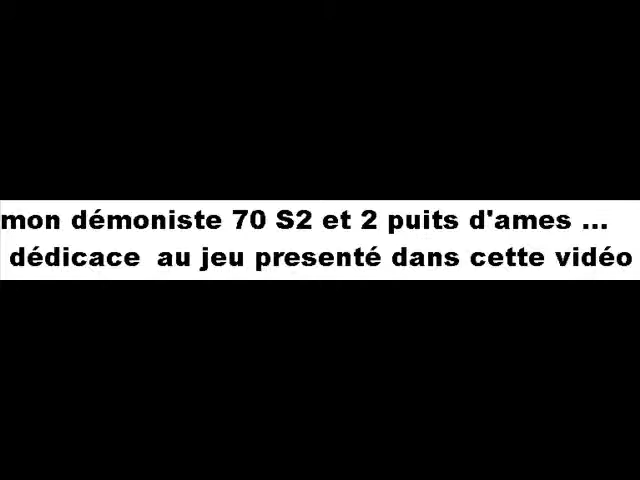 mon démoniste 70 S2 et 2 puits d'ames ...
dédicace au jeu presenté dans cette vidéo